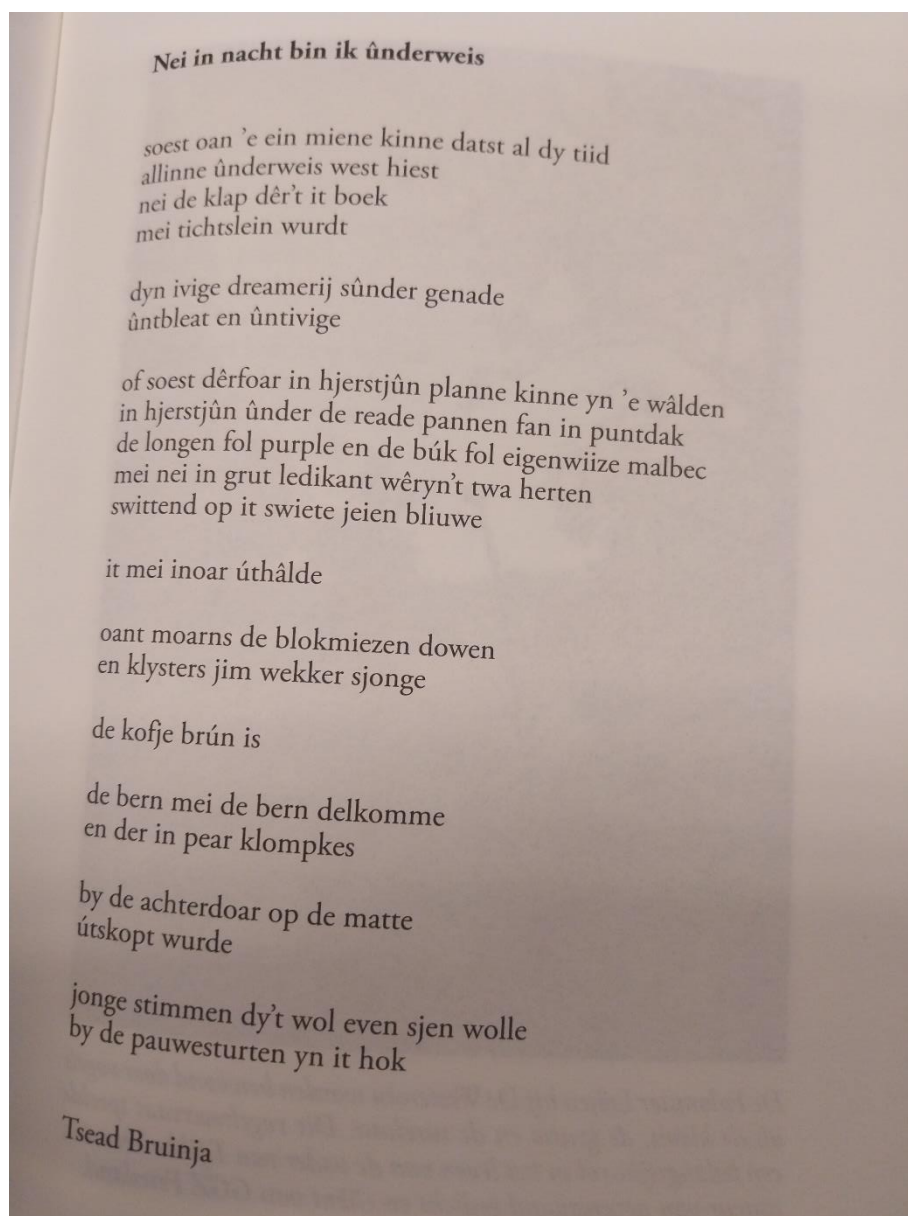 Nei in nacht bin ik ûnderweis
soest oan 'e ein miene kinne datst al dy tiid
allinne ûnderweis west hiest
nei de klap dêr't it boek
mei tichtslein wurdt
dyn ivige dreamerij sûnder genade
ûntbleat en ûntivige
of soest dêrfoar in hjerstjûn planne kinne yn 'e wâlden
in hjerstjûn ûnder de reade pannen fan in puntdak
de longen fol purple en de búk fol eigenwiize malbec
mei nei in grut ledikant wêryn't twa herten
swittend op it swiete jeien bliuwe
it mei inoar úthâlde
oant moarns de blokmiezen dowen
en klysters jim wekker sjonge
de kofje brún is
de bern mei de bern delkomme
en der in pear klompkes
by de achterdoar op de matte
útskopt wurde
jonge stimmen dy't wol even sjen wolle
by de pauwesturten yn it hok
Tsead Bruinja